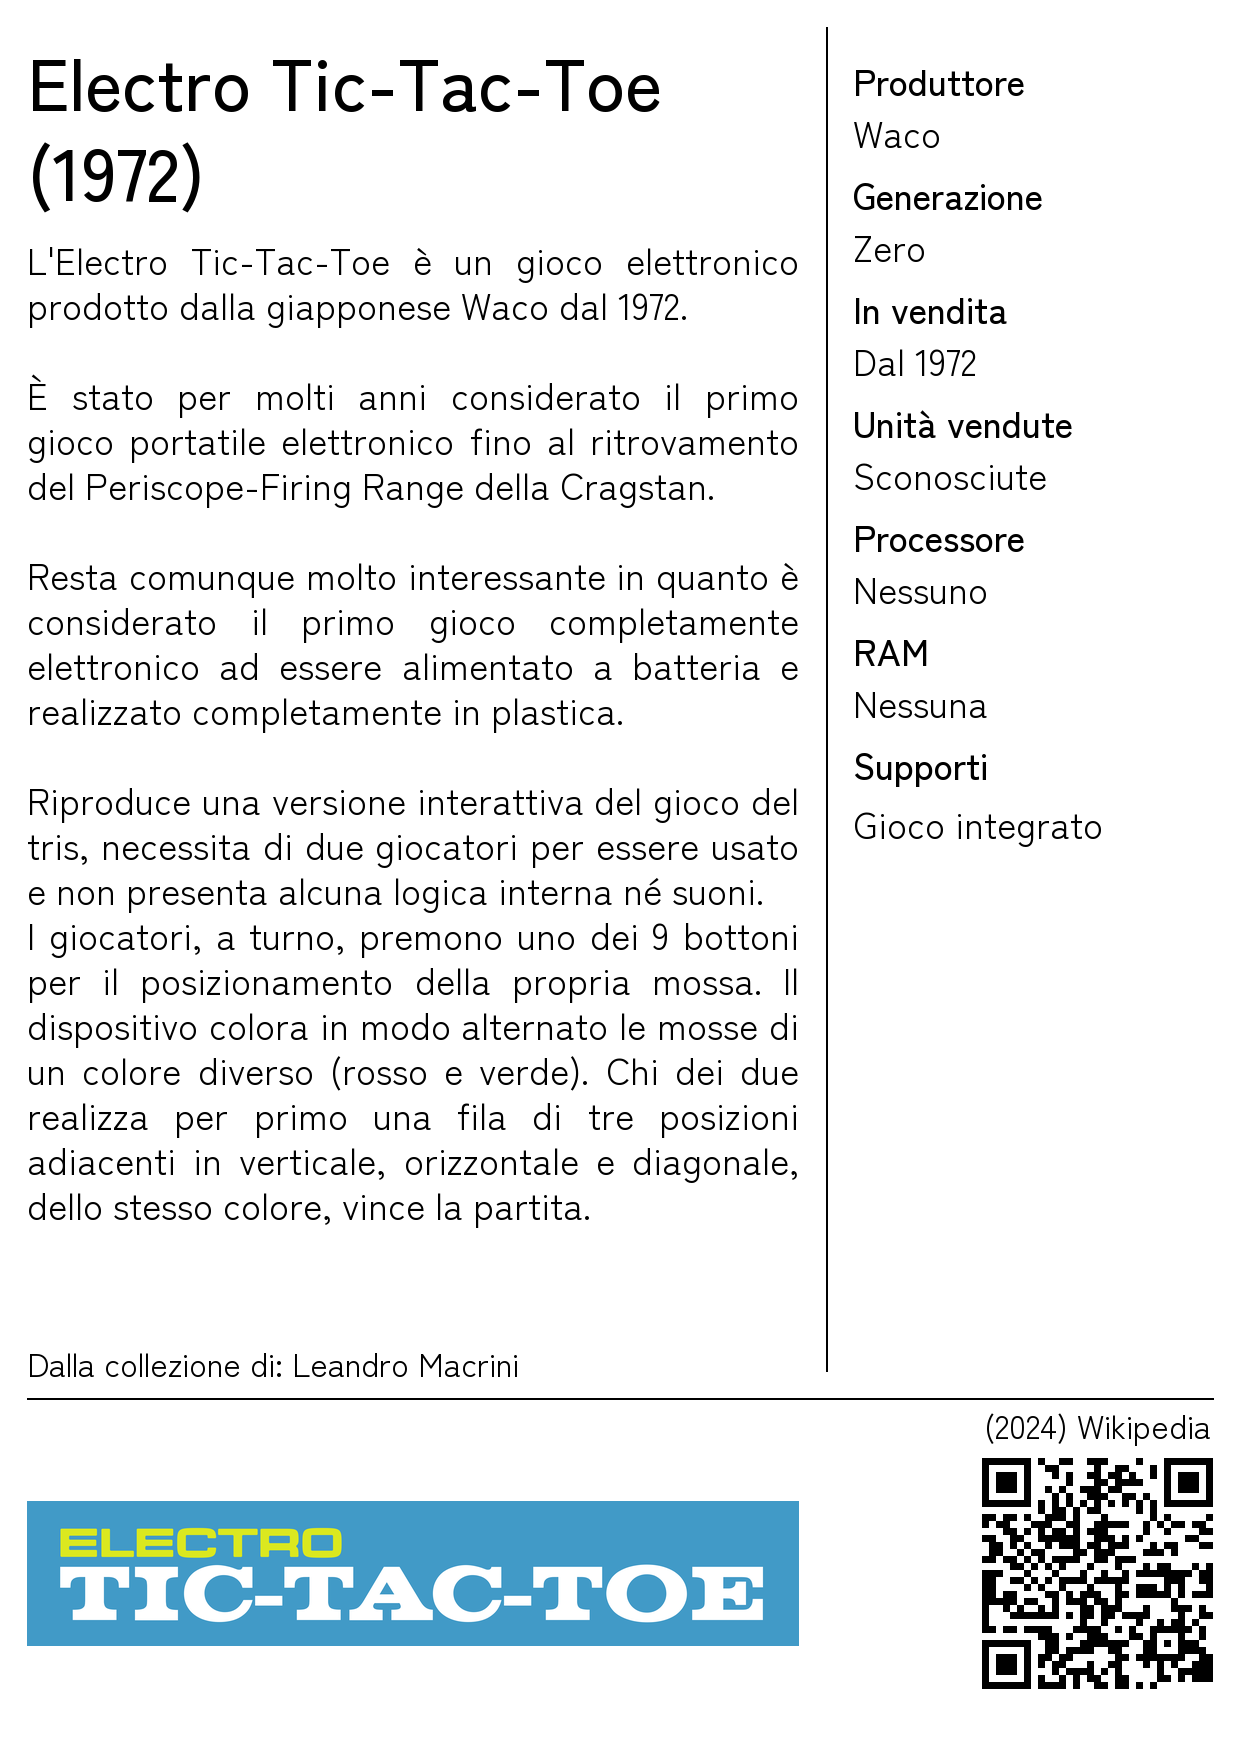 Electro Tic-Tac-Toe
(1972)
L'Electro Tic-Tac-Toe è un gioco elettronico
prodotto dalla giapponese Waco dal 1972.
È stato per molti anni considerato il primo
gioco portatile elettronico fino al ritrovamento
del Periscope-Firing Range della Cragstan.
Resta comunque molto interessante in quanto è
considerato il primo gioco completamente
elettronico ad essere alimentato a batteria e
realizzato completamente in plastica.
Riproduce una versione interattiva del gioco del
tris, necessita di due giocatori per essere usato
e non presenta alcuna logica interna né suoni.
I giocatori, a turno, premono uno dei 9 bottoni
per il posizionamento della propria mossa. Il
dispositivo colora in modo alternato le mosse di
un colore diverso (rosso e verde). Chi dei due
realizza per primo una fila di tre posizioni
adiacenti in verticale, orizzontale e diagonale,
dello stesso colore, vince la partita.
Dalla collezione di: Leandro Macrini
Produttore
Waco
Generazione
Zero
In vendita
Dal 1972
Unità vendute
Sconosciute
Processore
Nessuno
RAM
Nessuna
Supporti
Gioco integrato
(2024) Wikipedia
ELECTRO
TIC-TAC-TOE